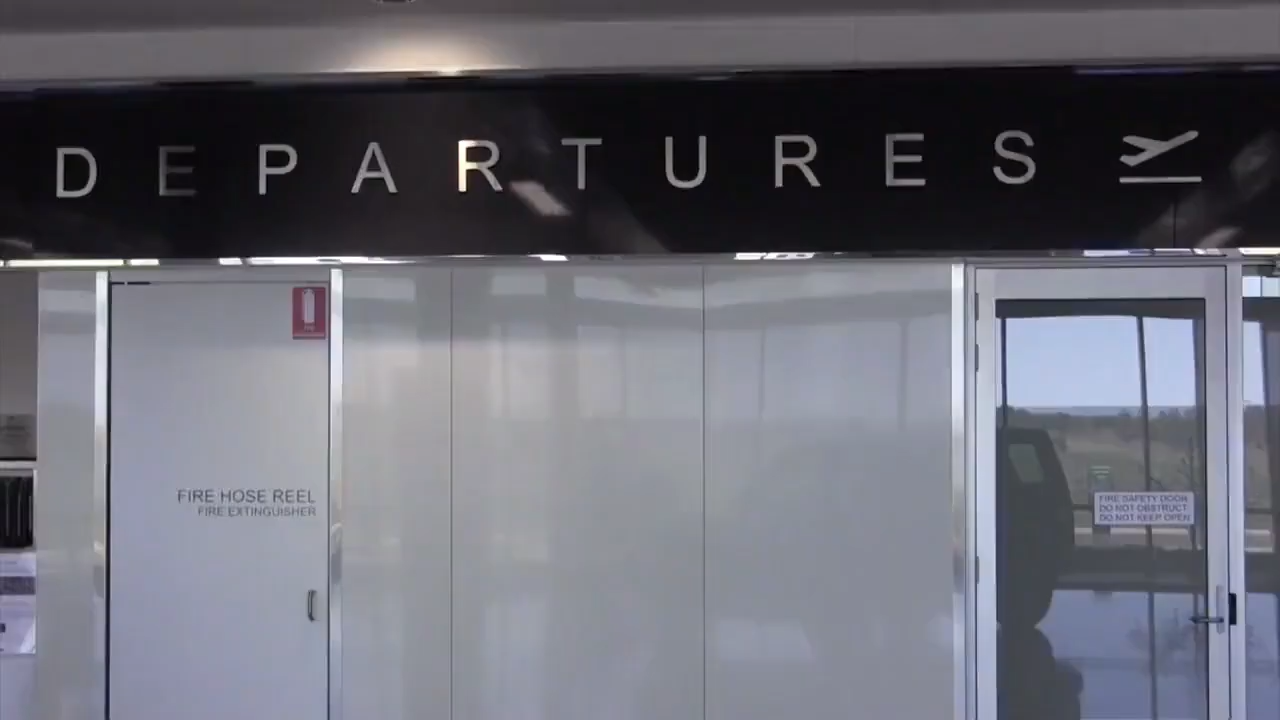 DEPARTURES
FIRE HOSE REEL
FIRE EXTINGUISHER
FIRE SAFETY DOOR
DO NOT OBSTRUCT
DO NOT KEEP OPEN